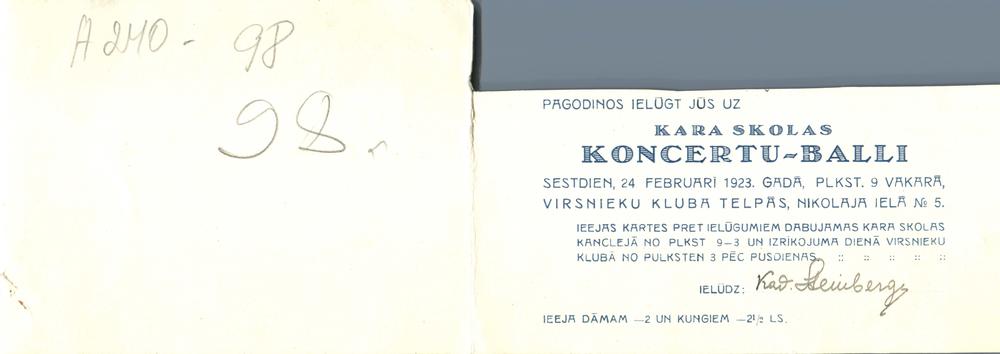 A 240 - 98
98.
PAGODINOS IELŪGT JŪS UZ
KARA SKOLAS
KONCERTU-BALLI
SESTDIEN, 24 FEBRUARĪ 1923. GADĀ, PLKST. 9 VAKARĀ,
VIRSNIEKU KLUBA TELPĀS, NIKOLAJA IELĀ № 5.
IEEJAS KARTES PRET IELŪGUMIEM DABUJAMAS KARA SKOLAS
KANCLEJĀ NO PLKST 9-3 UN IZRĪKOJUMA DIENĀ VIRSNIEKU
KLUBĀ NO PULKSTEN 3 PĒC PUSDIENAS. :: :: :: :: ::
IELŪDZ: Kad. Steinbergs
IEEJA DĀMAM —2 UN KUNGIEM —2½ LS.